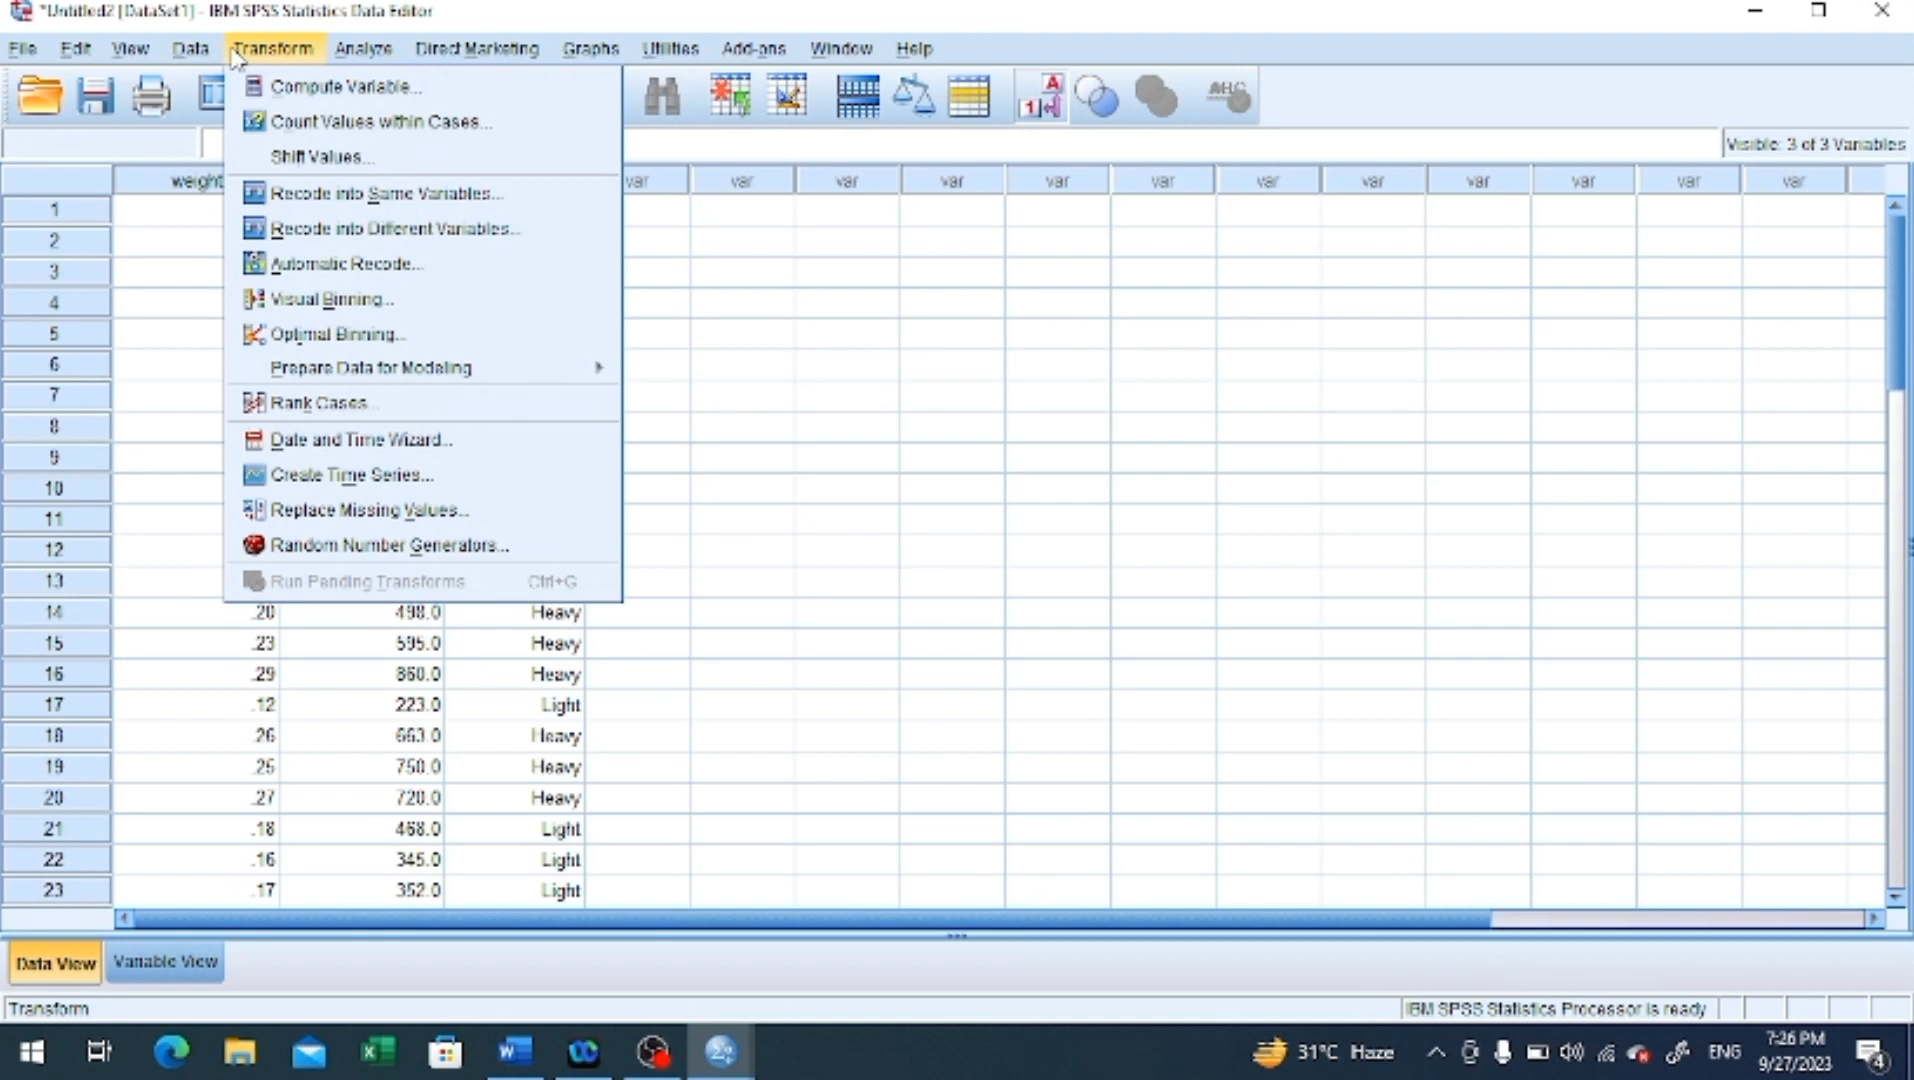 *Untitled2 [DataSet1] - IBM SPSS Statistics Data Editor
File Edit View Data Transform Analyze Direct Marketing Graphs Utilities Add-ons Window Help
Compute Variable...
Count Values within Cases...
Shift Values...
Visible: 3 of 3 Variables
weight var var var var var var var var var var var var
Recode into Same Variables...
Recode into Different Variables...
Automatic Recode...
Visual Binning...
Optimal Binning...
Prepare Data for Modeling
Rank Cases...
Date and Time Wizard...
Create Time Series...
Replace Missing Values...
Random Number Generators...
Run Pending Transforms Ctrl+G
1
2
3
4
5
6
7
8
9
10
11
12
13
14 .20 498.0 Heavy
15 .23 595.0 Heavy
16 .29 860.0 Heavy
17 .12 223.0 Light
18 .26 663.0 Heavy
19 .25 750.0 Heavy
20 .27 720.0 Heavy
21 .18 468.0 Light
22 .16 345.0 Light
23 .17 352.0 Light
Data View Variable View
Transform IBM SPSS Statistics Processor is ready
31°C Haze ENG 7:26 PM
9/27/2023 4